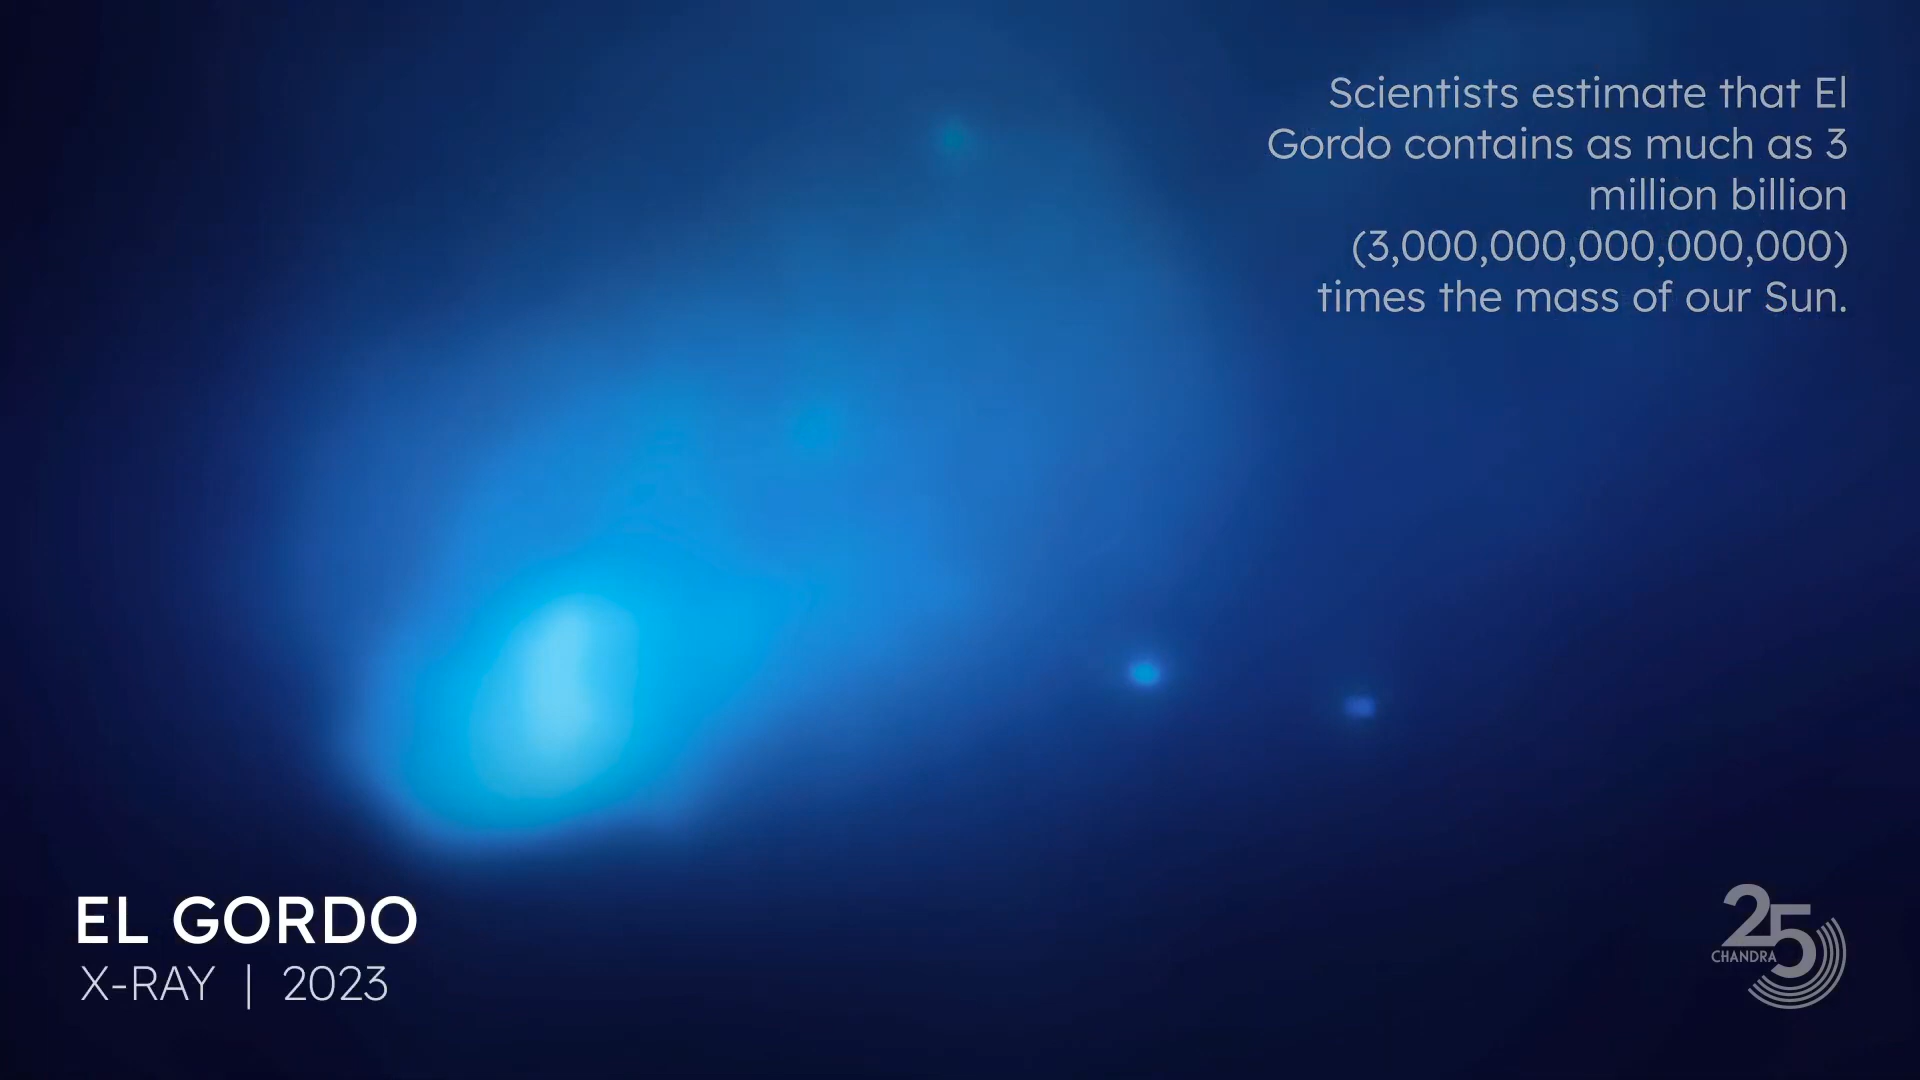 Scientists estimate that El
Gordo contains as much as 3
million billion
(3,000,000,000,000,000)
times the mass of our Sun.
EL GORDO
X-RAY | 2023
25
CHANDRA